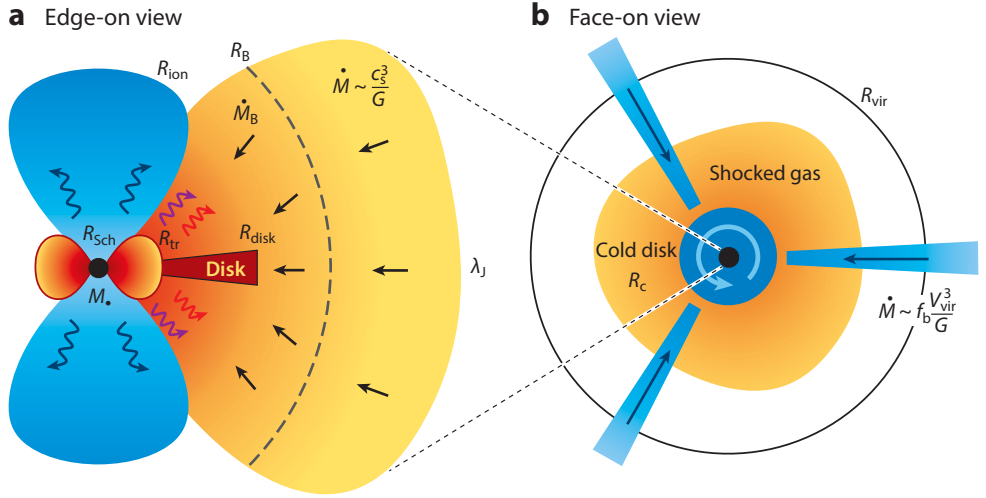 a Edge-on view
R_ion
R_B
Ṁ ~ c_s^3/G
Ṁ_B
R_Sch
R_tr
R_disk
Disk
M_•
λ_J
b Face-on view
R_vir
Shocked gas
Cold disk
R_c
Ṁ ~ f_b V_vir^3/G